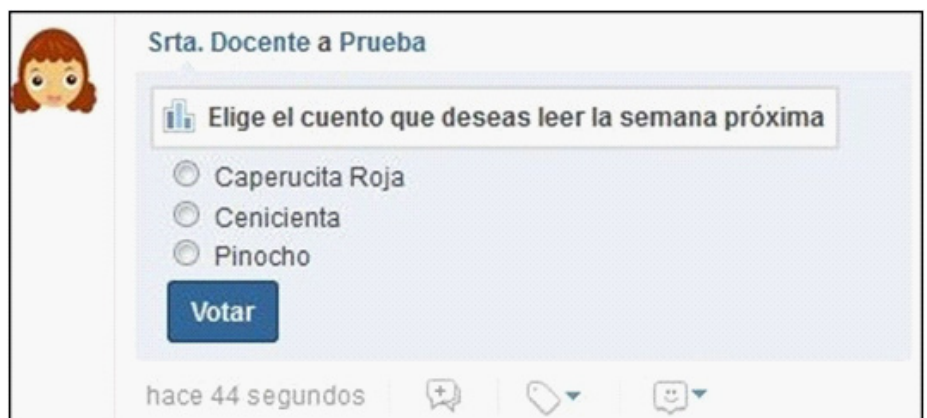 Srta. Docente a Prueba
Elige el cuento que deseas leer la semana próxima
Caperucita Roja
Cenicienta
Pinocho
Votar
hace 44 segundos